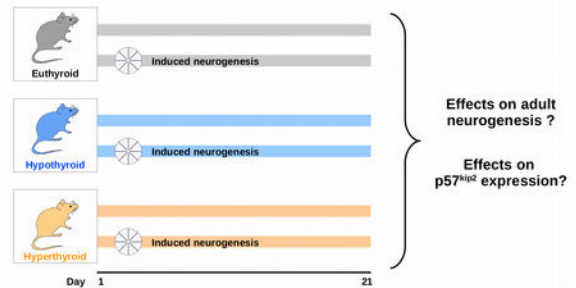 Induced neurogenesis
Euthyroid
Induced neurogenesis
Hypothyroid
Induced neurogenesis
Hyperthyroid
Day 1 21
Effects on adult
neurogenesis ?
Effects on
p57kip2 expression?